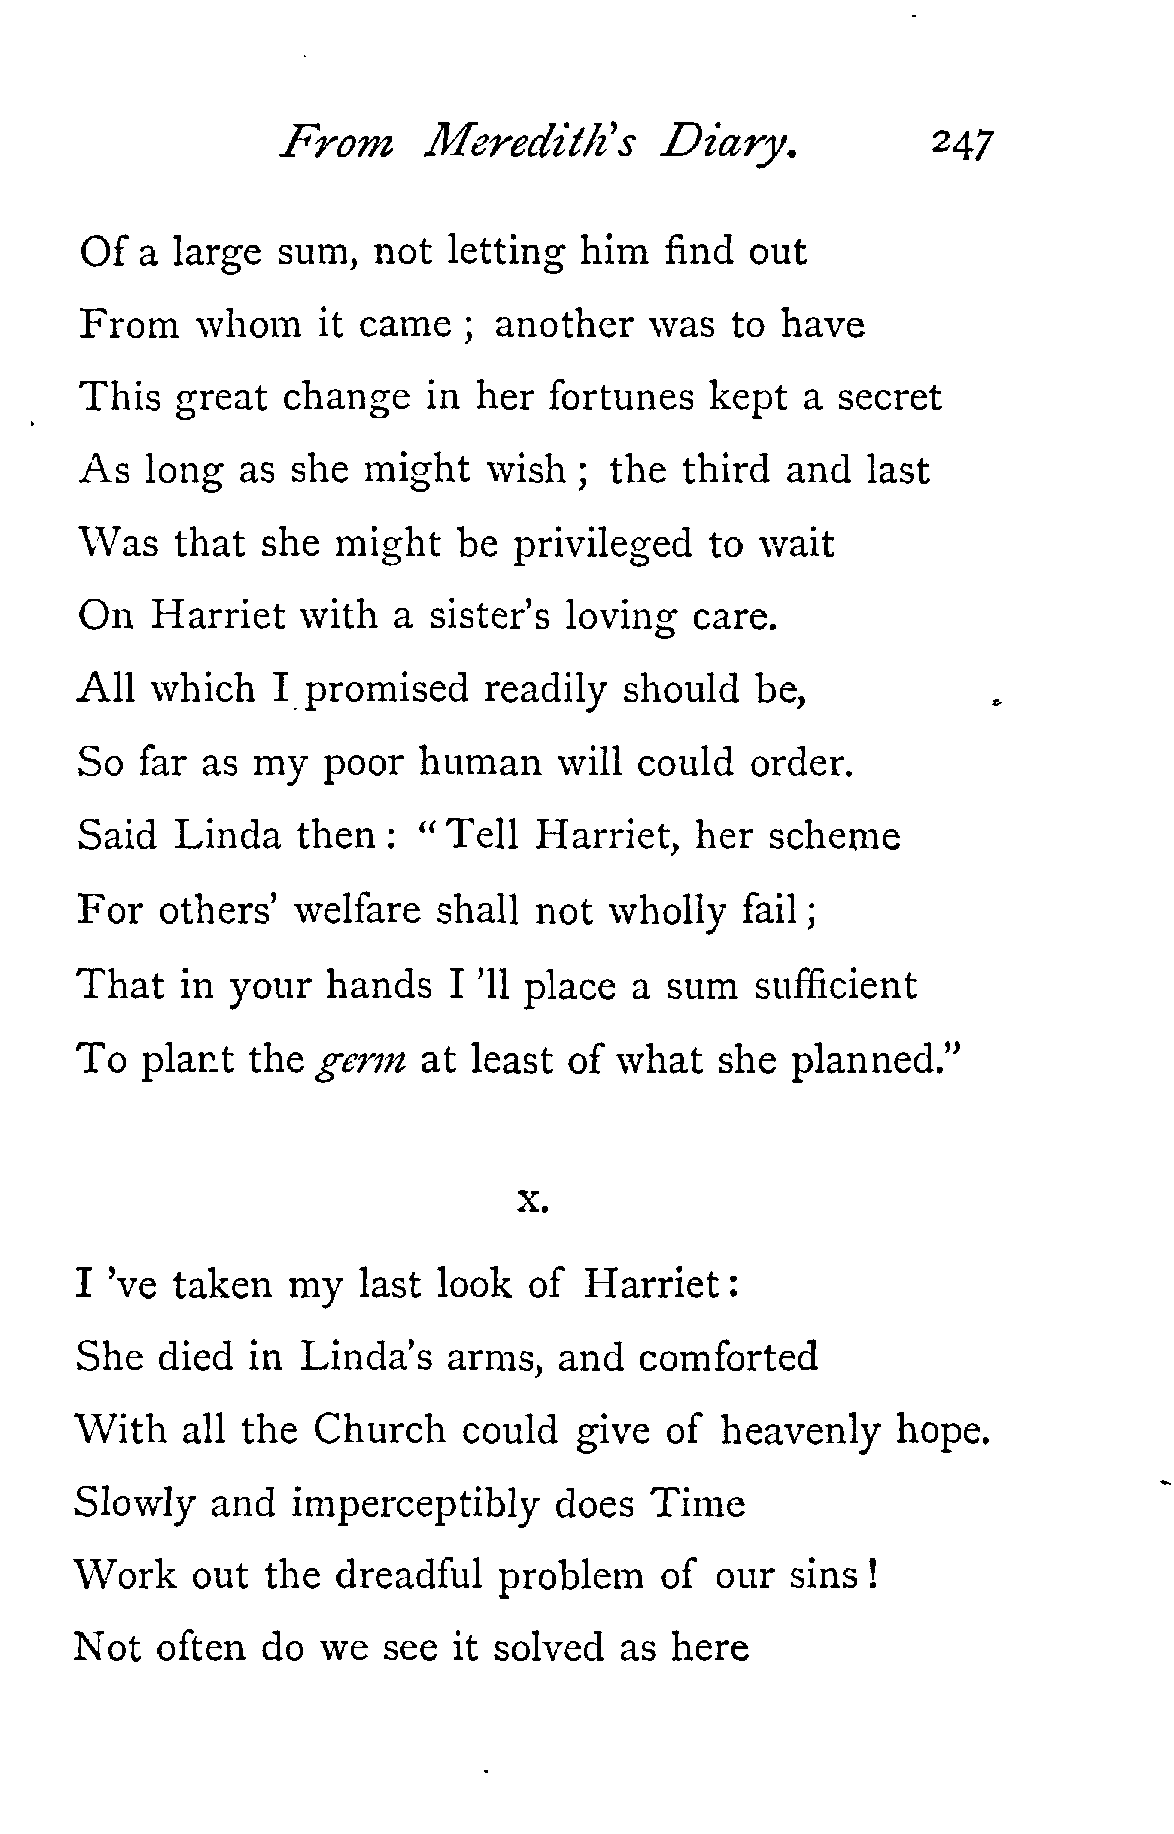 From Meredith's Diary. 247
Of a large sum, not letting him find out
From whom it came ; another was to have
This great change in her fortunes kept a secret
As long as she might wish ; the third and last
Was that she might be privileged to wait
On Harriet with a sister's loving care.
All which I promised readily should be,
So far as my poor human will could order.
Said Linda then : “ Tell Harriet, her scheme
For others' welfare shall not wholly fail ;
That in your hands I 'll place a sum sufficient
To plant the germ at least of what she planned.”
X.
I 've taken my last look of Harriet :
She died in Linda's arms, and comforted
With all the Church could give of heavenly hope.
Slowly and imperceptibly does Time
Work out the dreadful problem of our sins !
Not often do we see it solved as here